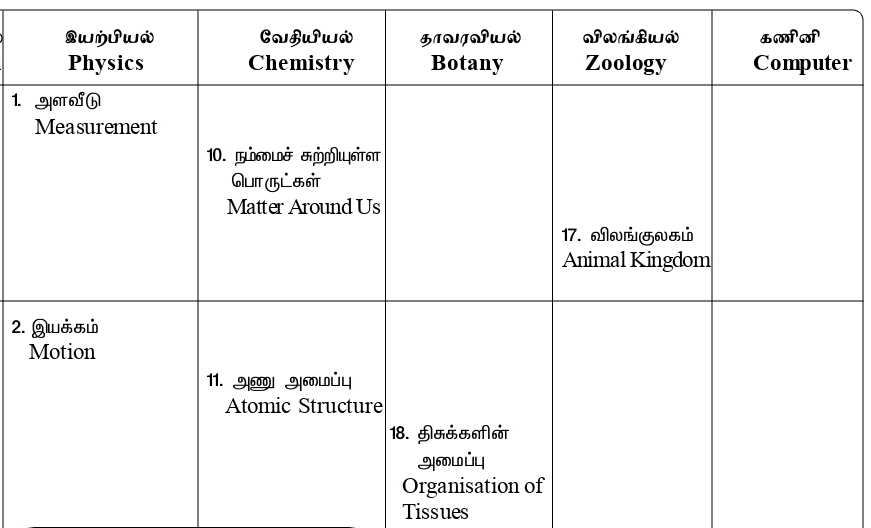 இயற்பியல்
Physics
வேதியியல்
Chemistry
தாவரவியல்
Botany
விலங்கியல்
Zoology
கணினி
Computer
1. அளவீடு
Measurement
10. நம்மைச் சுற்றியுள்ள
பொருட்கள்
Matter Around Us
17. விலங்குலகம்
Animal Kingdom
2. இயக்கம்
Motion
11. அணு அமைப்பு
Atomic Structure
18. திசுக்களின்
அமைப்பு
Organisation of
Tissues